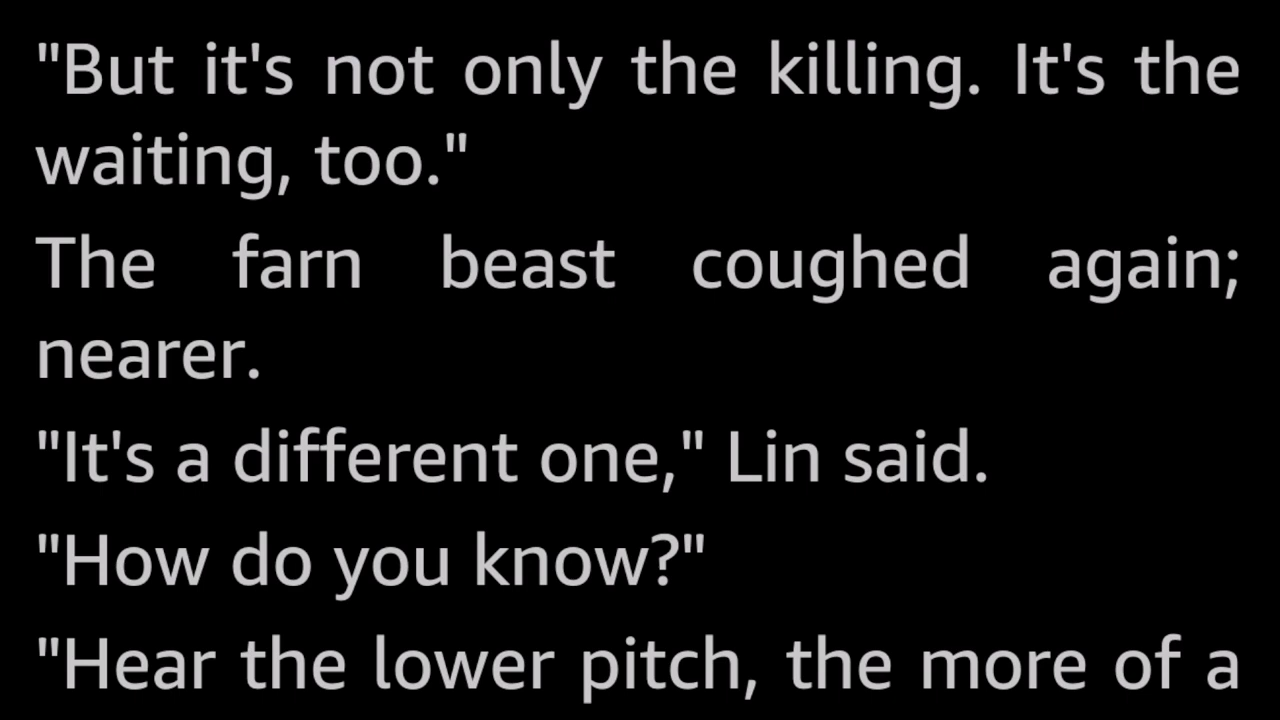 "But it's not only the killing. It's the
waiting, too."
The farn beast coughed again;
nearer.
"It's a different one," Lin said.
"How do you know?"
"Hear the lower pitch, the more of a